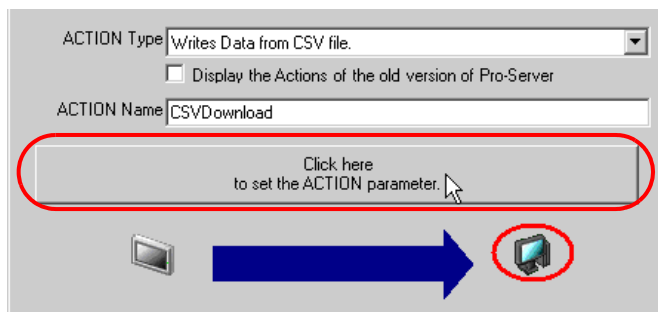 ACTION Type Writes Data from CSV file.
Display the Actions of the old version of Pro-Server
ACTION Name CSVDownload
Click here
to set the ACTION parameter.